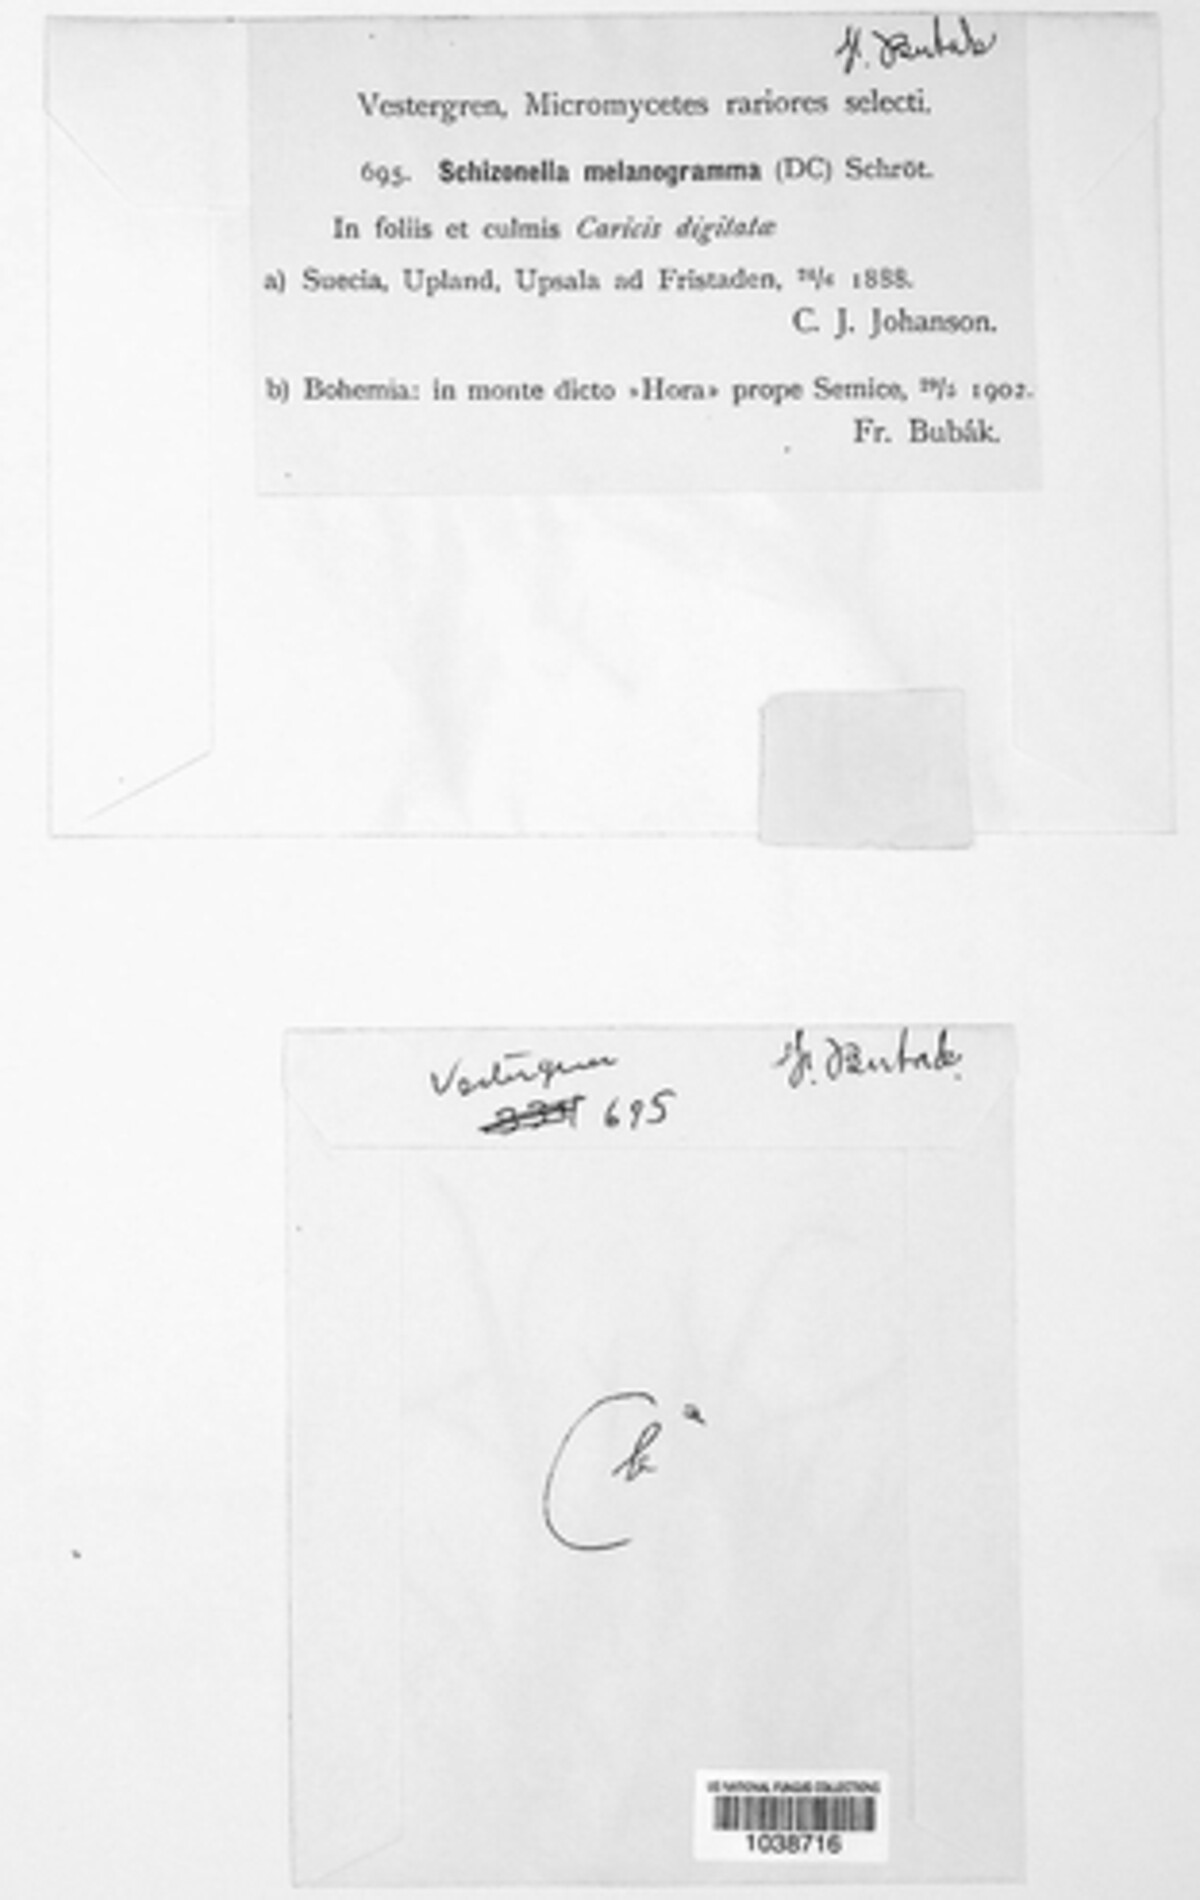 Vestergren, Micromycetes rariores selecti.
695. Schizonella melanogramma (DC) Schröt.
In foliis et culmis Caricis digitatæ
a) Suecia, Upland, Upsala ad Fristaden, 1888.
C. J. Johanson.
b) Bohemia: in monte dicto »Hora» prope Semice, 1902.
Fr. Bubák.
Vestergren
695
b a
US NATIONAL FUNGUS COLLECTIONS
1038716